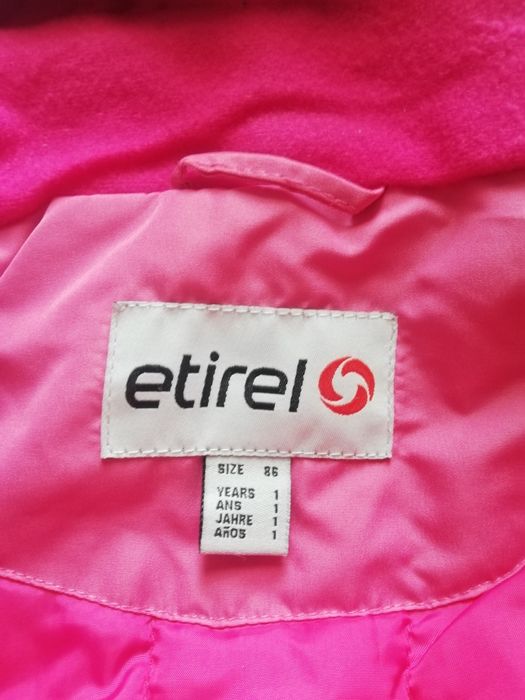 etirel
SIZE 86
YEARS 1
ANS 1
JAHRE 1
AÑOS 1